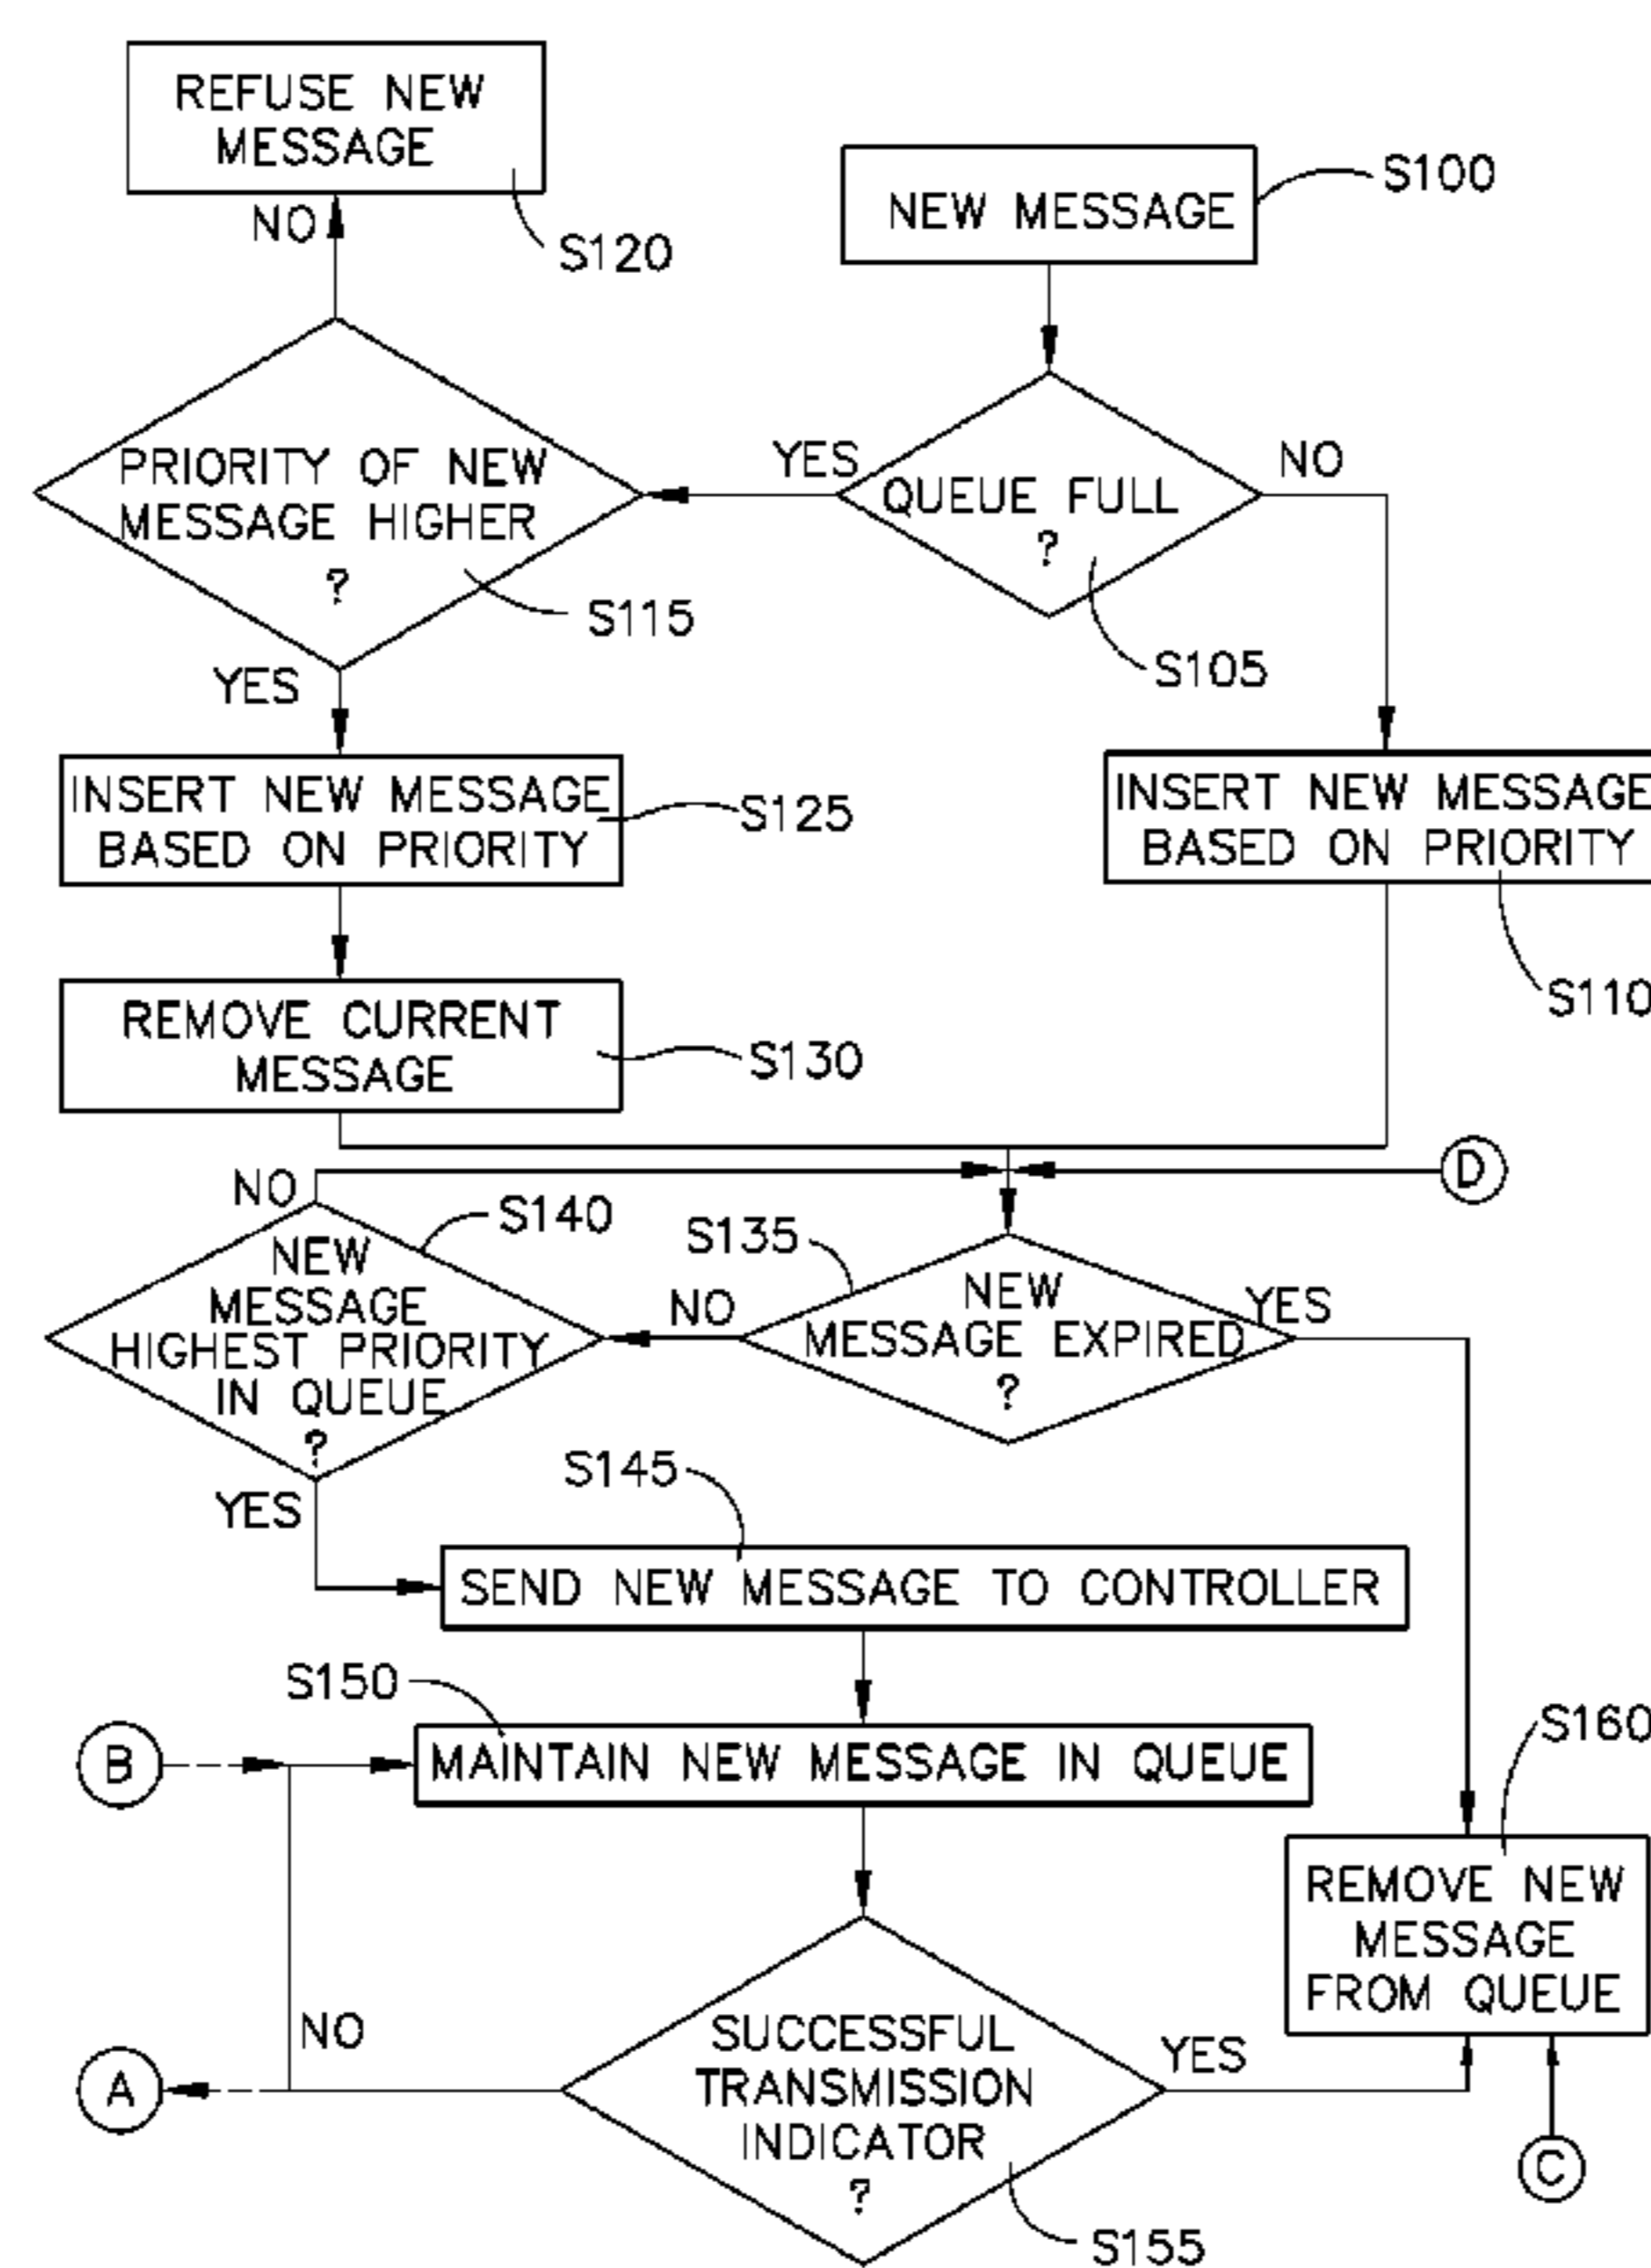 REFUSE NEW
MESSAGE
NO
S120
NEW MESSAGE
S100
PRIORITY OF NEW
MESSAGE HIGHER
?
S115
YES
QUEUE FULL
?
NO
S105
YES
INSERT NEW MESSAGE
BASED ON PRIORITY
S125
INSERT NEW MESSAGE
BASED ON PRIORITY
S110
REMOVE CURRENT
MESSAGE
S130
NO
D
S140
NEW
MESSAGE
HIGHEST PRIORITY
IN QUEUE
?
S135
NO
NEW
MESSAGE EXPIRED
?
YES
YES
S145
SEND NEW MESSAGE TO CONTROLLER
S150
B
MAINTAIN NEW MESSAGE IN QUEUE
S160
REMOVE NEW
MESSAGE
FROM QUEUE
NO
A
SUCCESSFUL
TRANSMISSION
INDICATOR
?
YES
S155
C